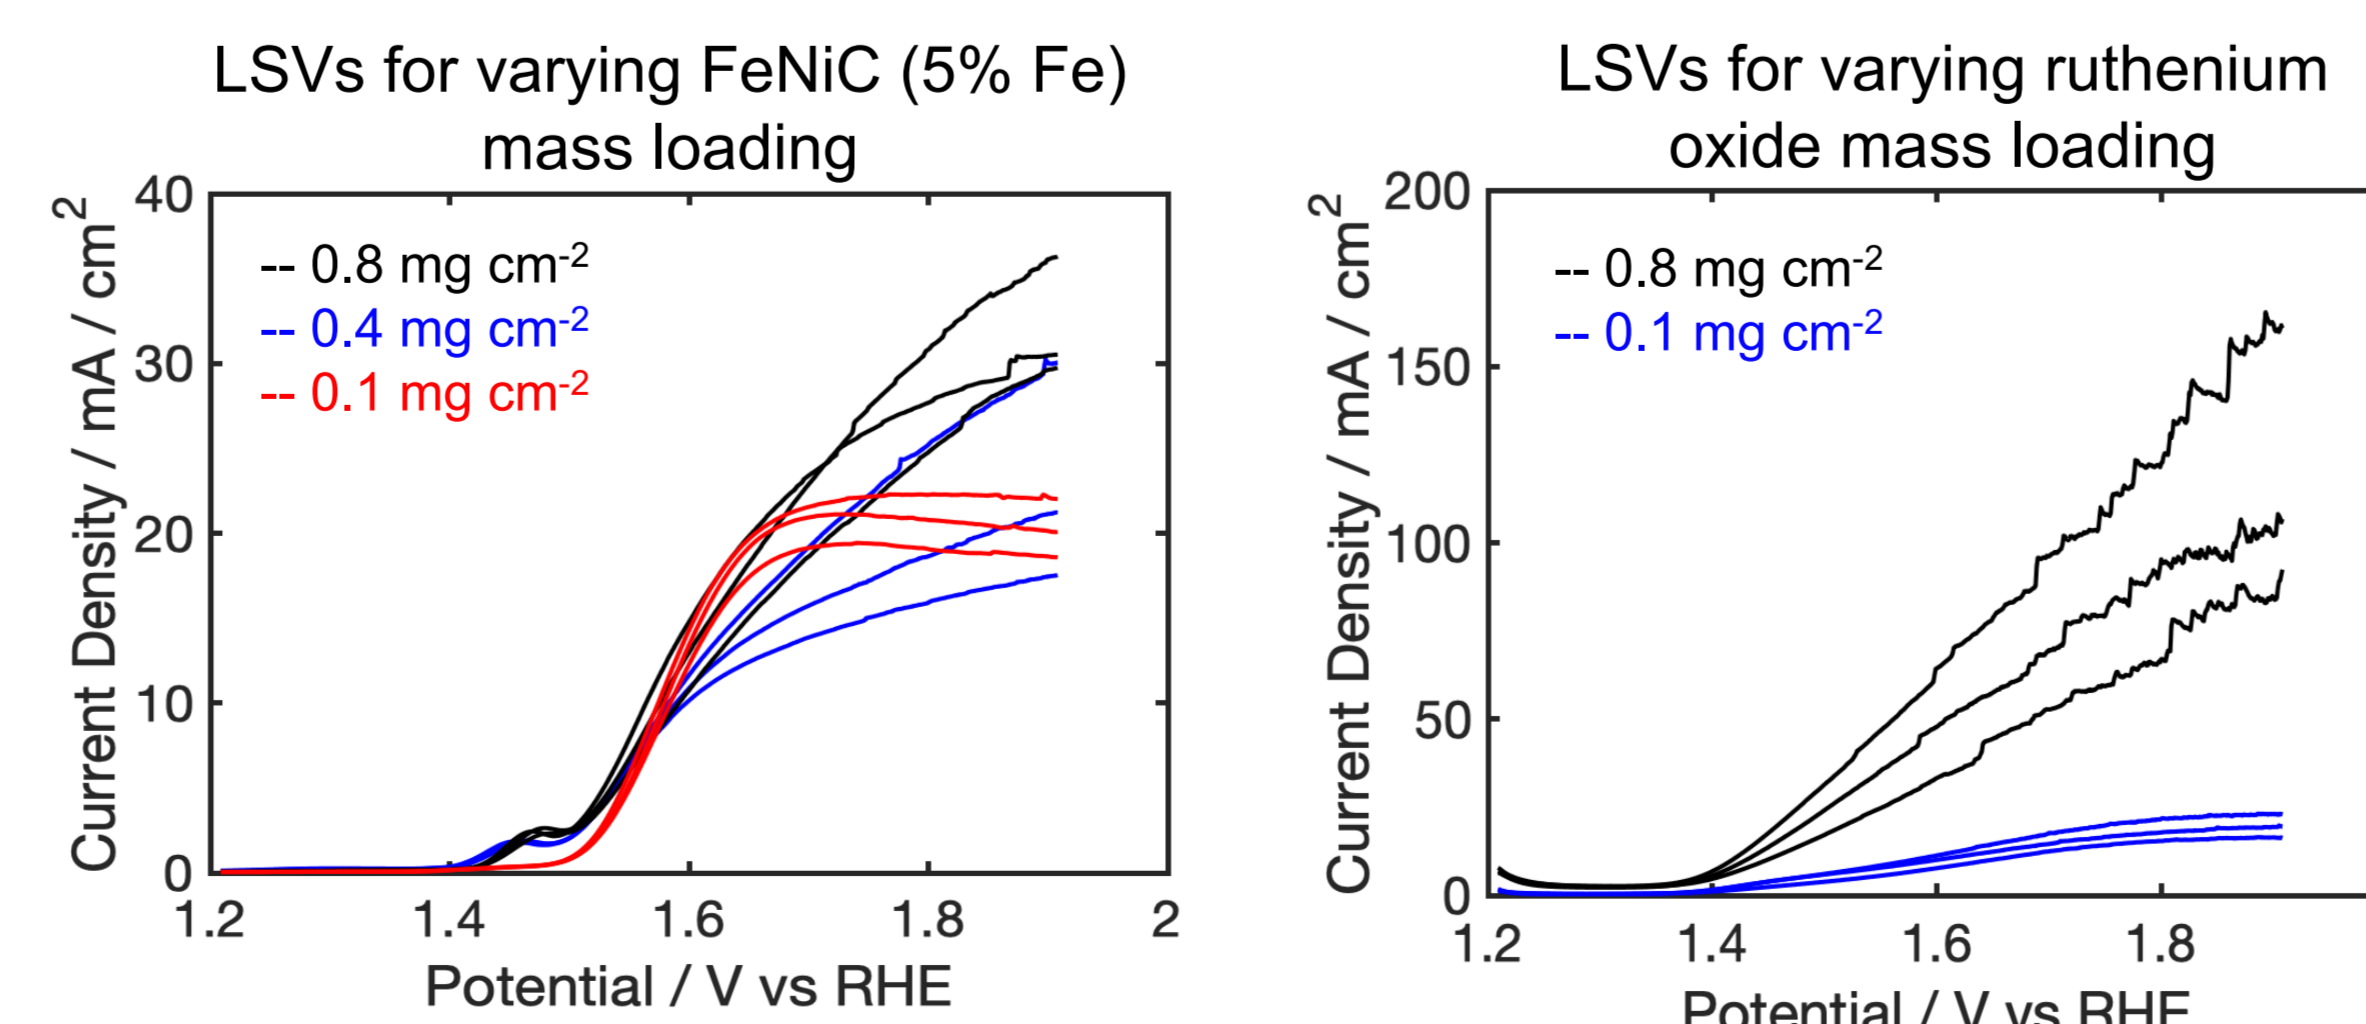 LSVs for varying FeNiC (5% Fe)
mass loading
Current Density / mA / cm²
40
30
20
10
0
-- 0.8 mg cm⁻²
-- 0.4 mg cm⁻²
-- 0.1 mg cm⁻²
1.2 1.4 1.6 1.8 2
Potential / V vs RHE
LSVs for varying ruthenium
oxide mass loading
Current Density / mA / cm²
200
150
100
50
0
-- 0.8 mg cm⁻²
-- 0.1 mg cm⁻²
1.2 1.4 1.6 1.8
Potential / V vs RHE